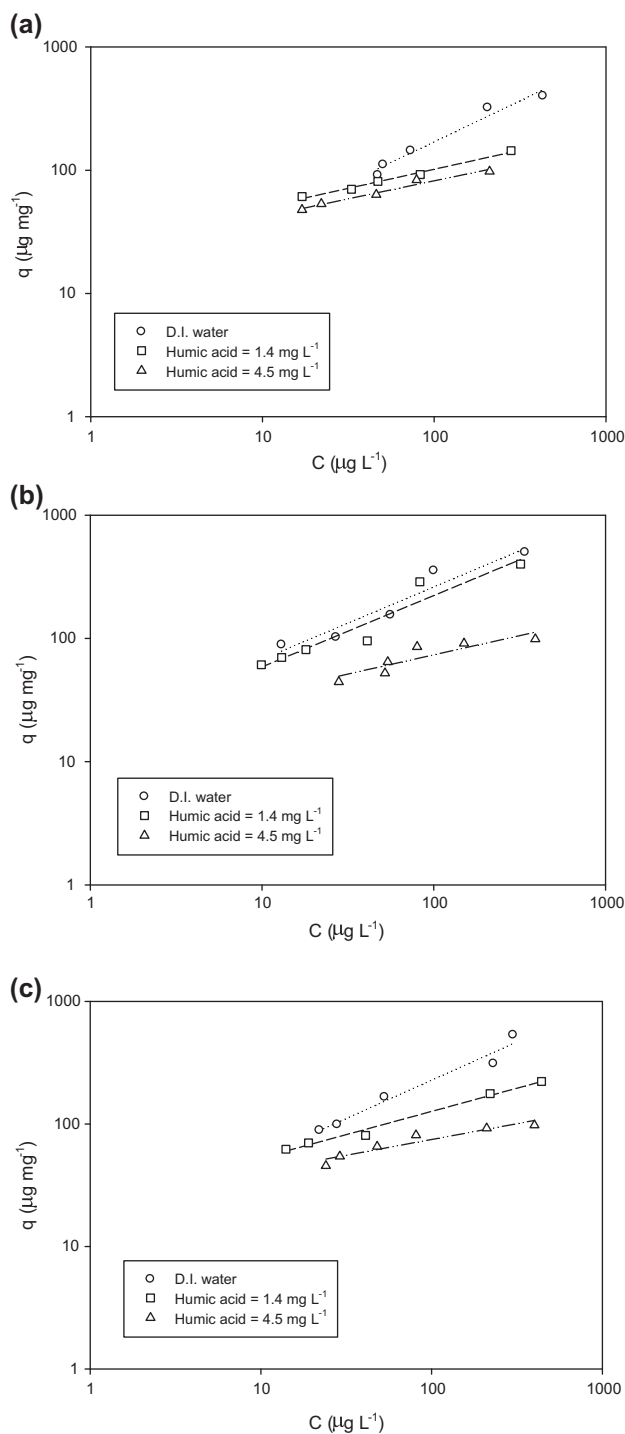 (a)
1000
100
10
1
q (µg mg⁻¹)
D.I. water
Humic acid = 1.4 mg L⁻¹
Humic acid = 4.5 mg L⁻¹
1 10 100 1000
C (µg L⁻¹)
(b)
1000
100
10
1
q (µg mg⁻¹)
D.I. water
Humic acid = 1.4 mg L⁻¹
Humic acid = 4.5 mg L⁻¹
1 10 100 1000
C (µg L⁻¹)
(c)
1000
100
10
1
q (µg mg⁻¹)
D.I. water
Humic acid = 1.4 mg L⁻¹
Humic acid = 4.5 mg L⁻¹
1 10 100 1000
C (µg L⁻¹)